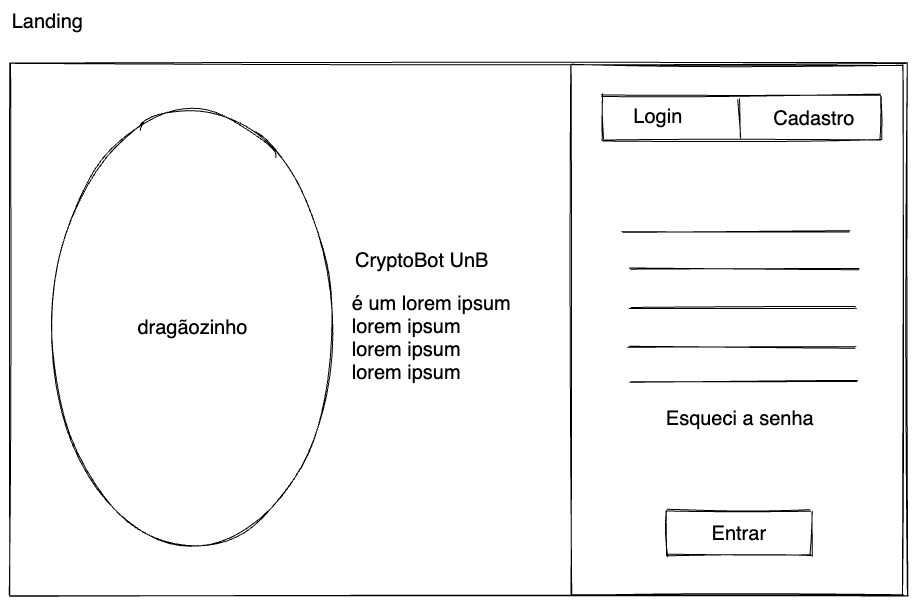 Landing
Login
Cadastro
CryptoBot UnB
é um lorem ipsum
lorem ipsum
lorem ipsum
lorem ipsum
dragãozinho
Esqueci a senha
Entrar